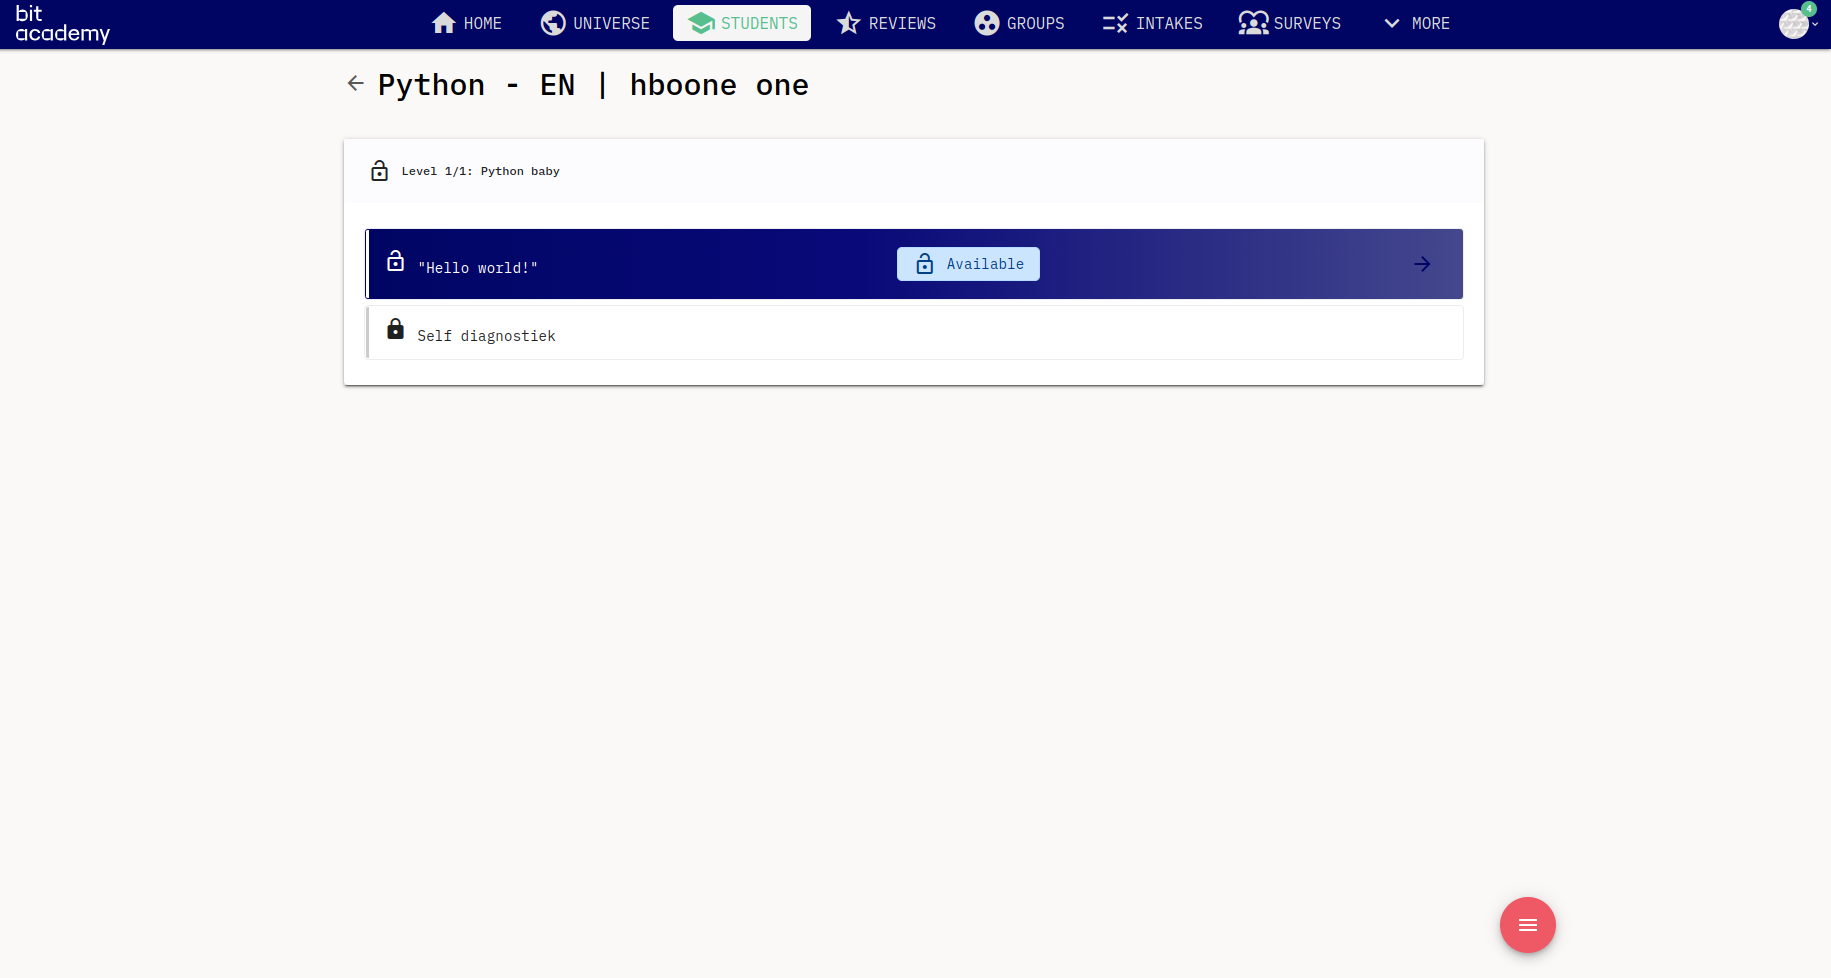 bit
academy
HOME
UNIVERSE
STUDENTS
REVIEWS
GROUPS
INTAKES
SURVEYS
MORE
4
Python - EN | hboone one
Level 1/1: Python baby
"Hello world!"
Available
Self diagnostiek